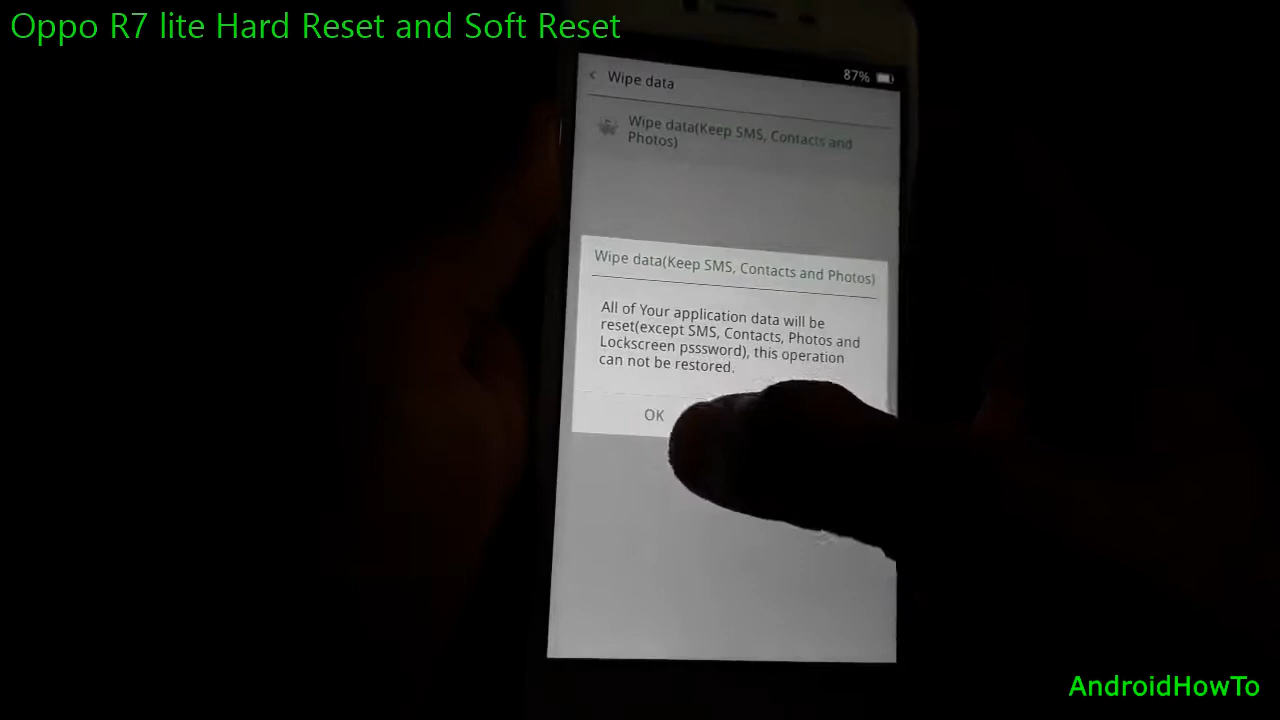 Oppo R7 lite Hard Reset and Soft Reset
87%
Wipe data
Wipe data(Keep SMS, Contacts and
Photos)
Wipe data(Keep SMS, Contacts and Photos)
All of Your application data will be
reset(except SMS, Contacts, Photos and
Lockscreen psssword), this operation
can not be restored.
OK
AndroidHowTo